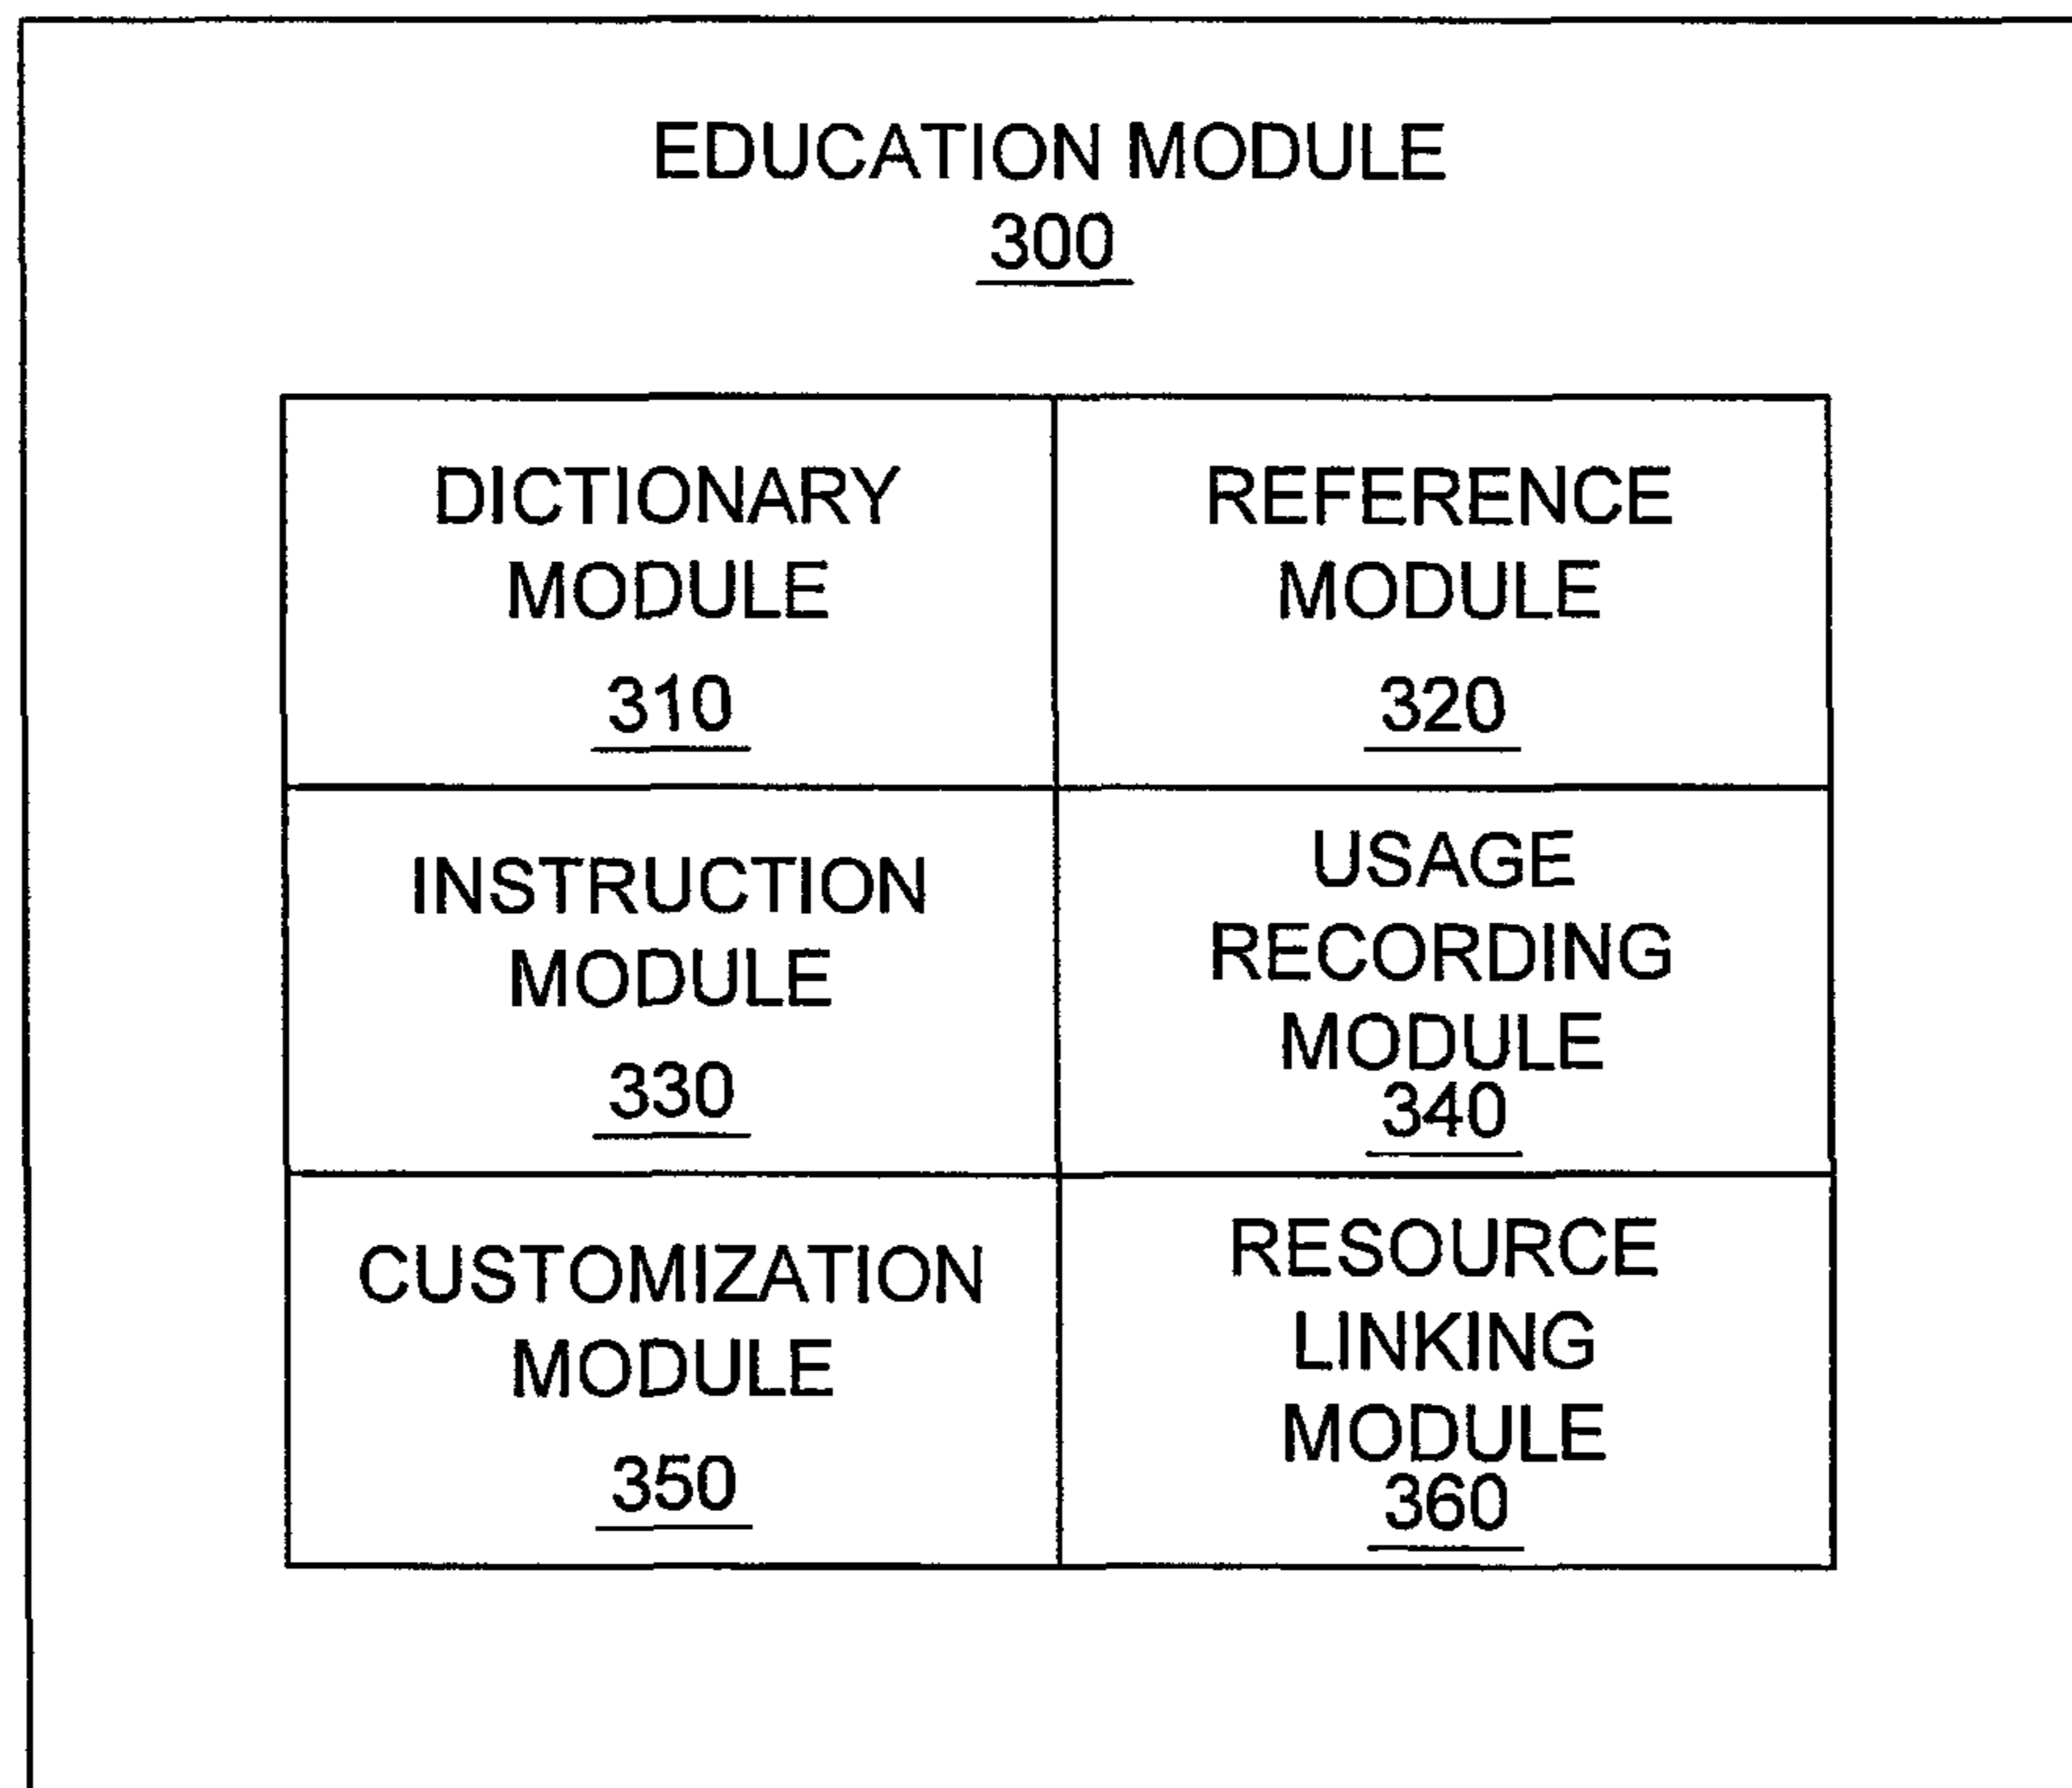 EDUCATION MODULE
300
DICTIONARY
MODULE
310
REFERENCE
MODULE
320
INSTRUCTION
MODULE
330
USAGE
RECORDING
MODULE
340
CUSTOMIZATION
MODULE
350
RESOURCE
LINKING
MODULE
360